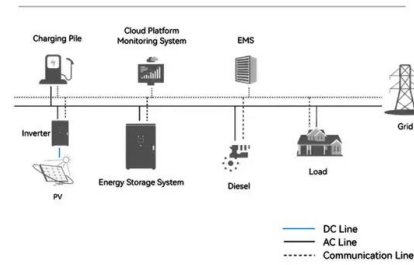 Charging Pile
Cloud Platform
Monitoring System
EMS
Grid
Inverter
PV
Energy Storage System
Diesel
Load
DC Line
AC Line
Communication Line